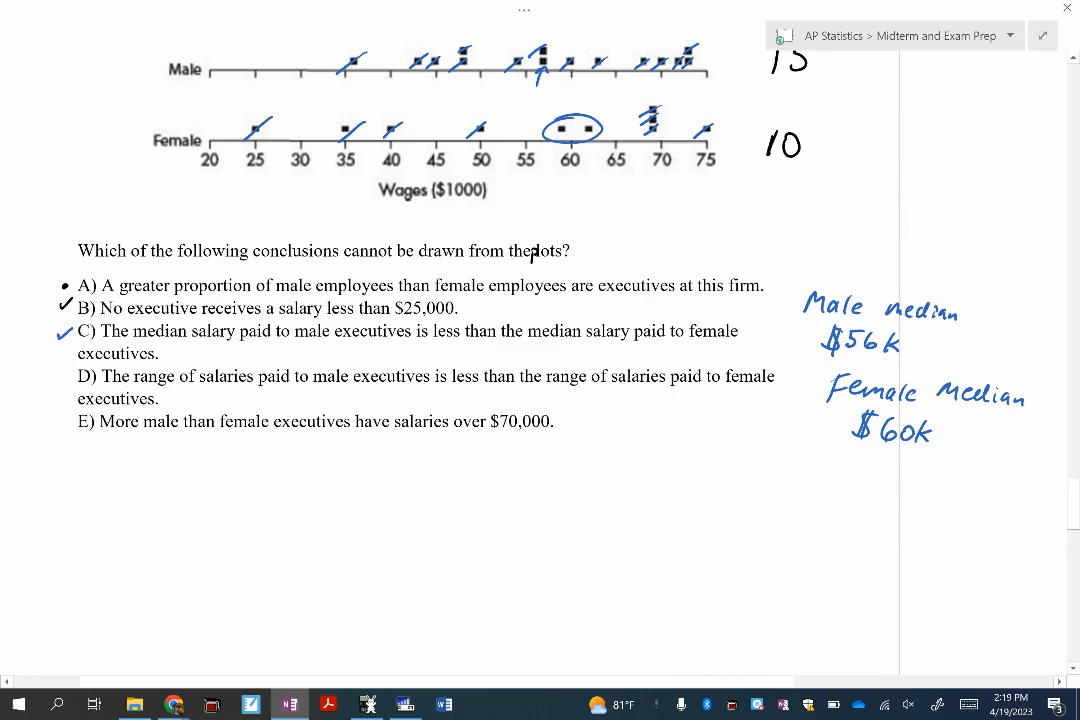 ...
AP Statistics > Midterm and Exam Prep
Male
15
Female
10
20 25 30 35 40 45 50 55 60 65 70 75
Wages ($1000)
Which of the following conclusions cannot be drawn from the plots?
A) A greater proportion of male employees than female employees are executives at this firm.
B) No executive receives a salary less than $25,000.
C) The median salary paid to male executives is less than the median salary paid to female
executives.
D) The range of salaries paid to male executives is less than the range of salaries paid to female
executives.
E) More male than female executives have salaries over $70,000.
Male median
$56k
Female Median
$60k
81°F
2:19 PM
4/19/2023
3